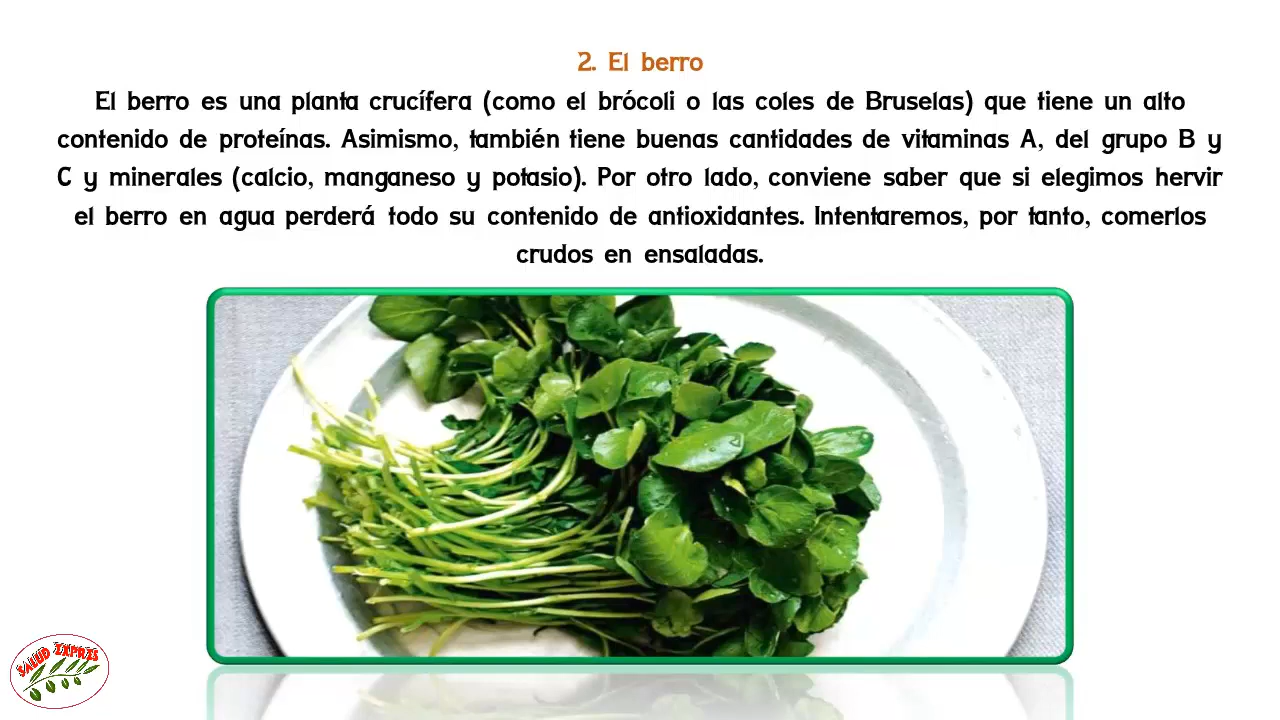 2. El berro
El berro es una planta crucífera (como el brócoli o las coles de Bruselas) que tiene un alto
contenido de proteínas. Asimismo, también tiene buenas cantidades de vitaminas A, del grupo B y
C y minerales (calcio, manganeso y potasio). Por otro lado, conviene saber que si elegimos hervir
el berro en agua perderá todo su contenido de antioxidantes. Intentaremos, por tanto, comerlos
crudos en ensaladas.
SALUD EXPRES